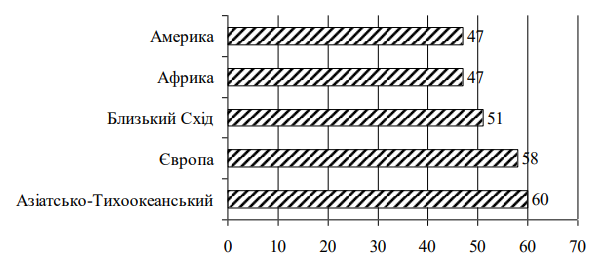 Америка 47
Африка 47
Близький Схід 51
Європа 58
Азіатсько-Тихоокеанський 60
0 10 20 30 40 50 60 70